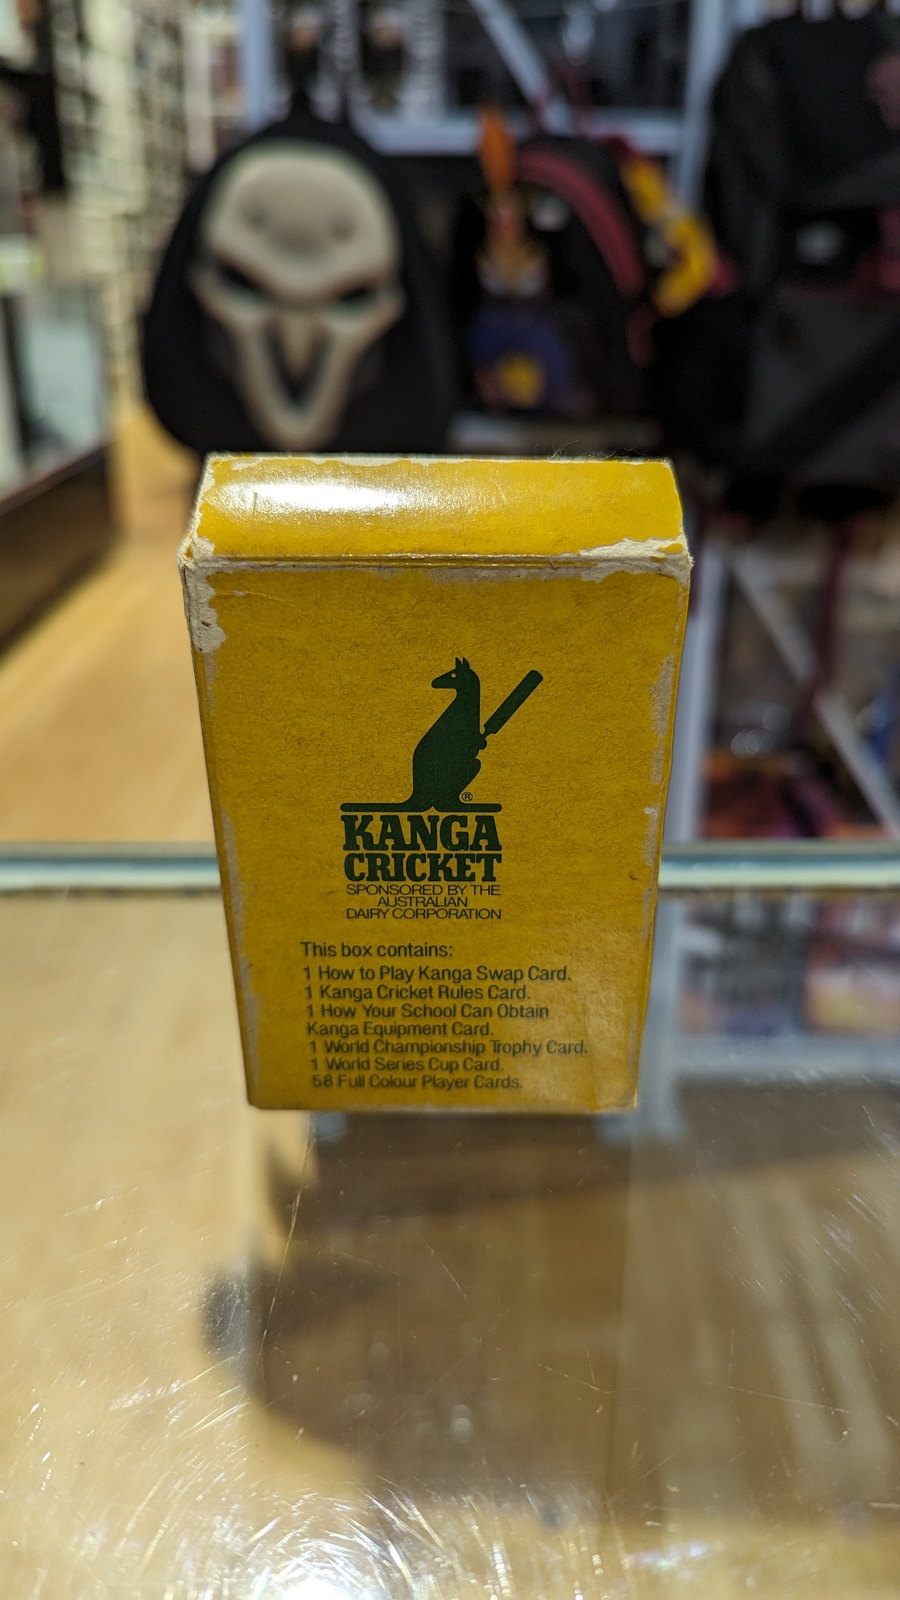 ®
KANGA
CRICKET
SPONSORED BY THE
AUSTRALIAN
DAIRY CORPORATION
This box contains:
1 How to Play Kanga Swap Card.
1 Kanga Cricket Rules Card.
1 How Your School Can Obtain
Kanga Equipment Card.
1 World Championship Trophy Card.
1 World Series Cup Card.
58 Full Colour Player Cards.